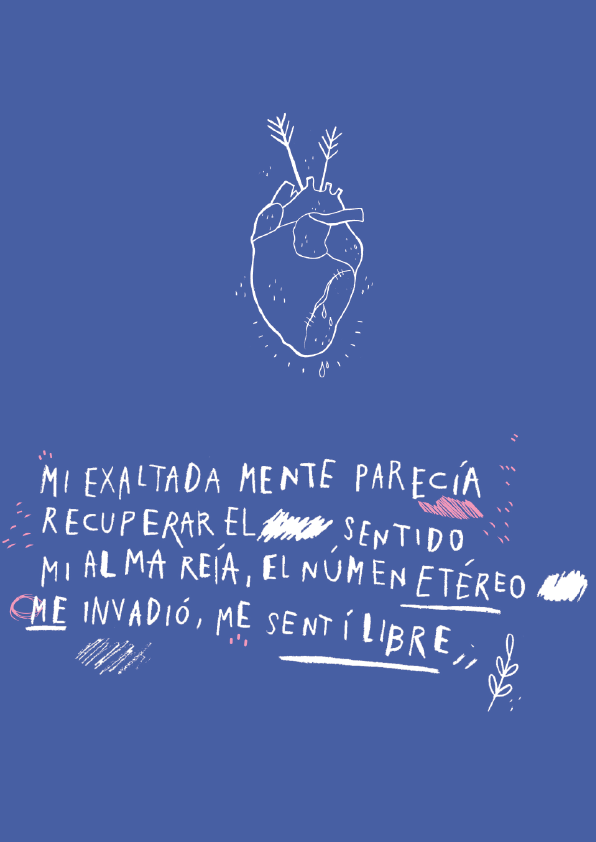 MI EXALTADA MENTE PARECÍA
RECUPERAR EL SENTIDO
MI ALMA REÍA, EL NÚMEN ETÉREO
ME INVADIÓ, ME SENTÍ LIBRE,,